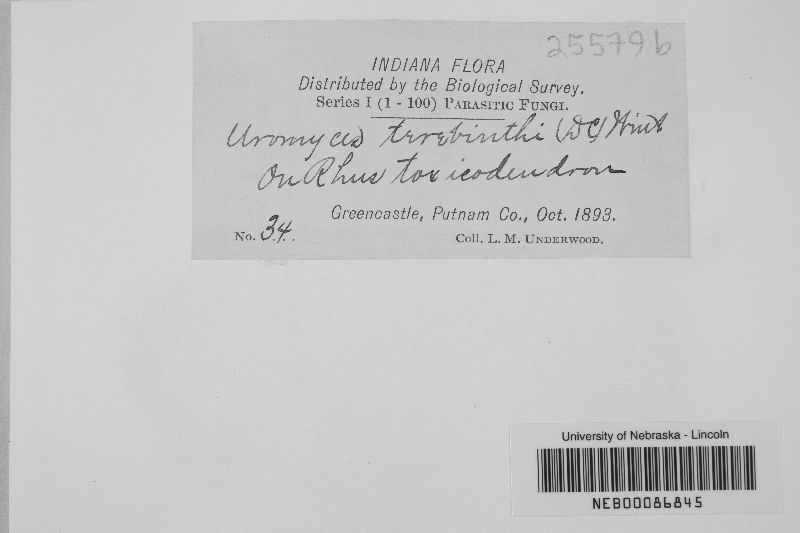 255796
INDIANA FLORA
Distributed by the Biological Survey.
Series I (1 - 100) PARASITIC FUNGI.
Uromyces terebinthi (DC) Wint
On Rhus toxicodendron
Greencastle, Putnam Co., Oct. 1893.
No. 34. Coll. L. M. UNDERWOOD.
University of Nebraska - Lincoln
NEB00086845